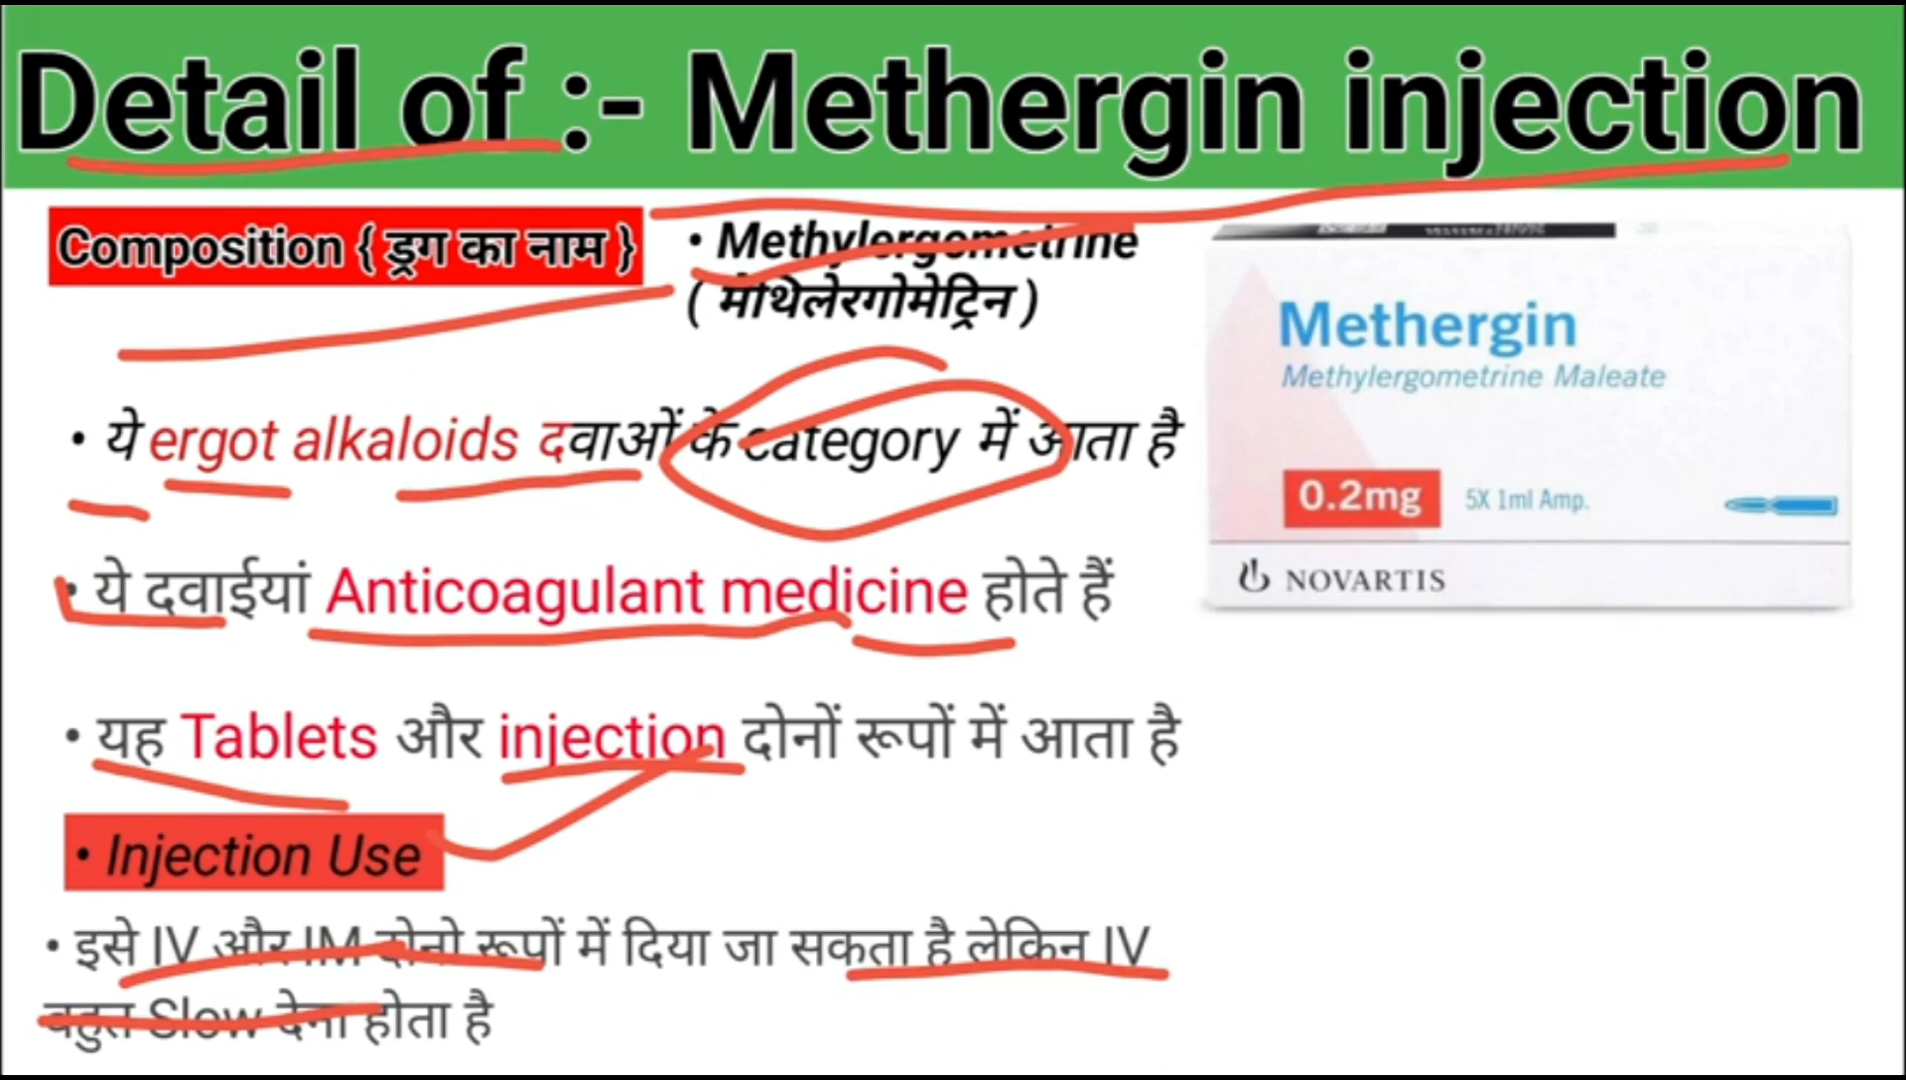 Detail of :- Methergin injection
Composition { ड्रग का नाम }
• Methylergometrine
( मेथिलेरगोमेट्रिन )
• ये ergot alkaloids दवाओं के category में आता है
• ये दवाईयां Anticoagulant medicine होते हैं
• यह Tablets और injection दोनों रूपों में आता है
• Injection Use
• इसे IV और IM दोनो रूपों में दिया जा सकता है लेकिन IV
बहुत Slow देना होता है
Methergin
Methylergometrine Maleate
0.2mg
5X 1ml Amp.
NOVARTIS